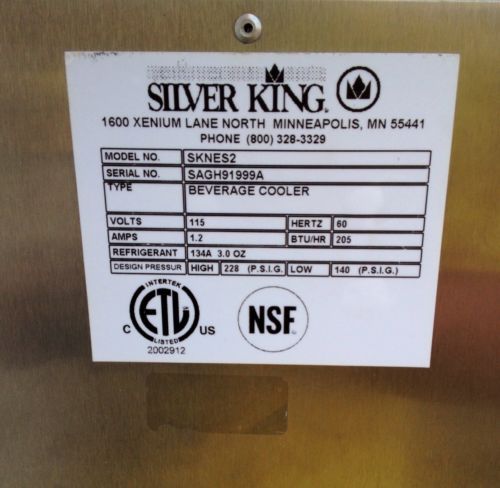 SILVER KING®
1600 XENIUM LANE NORTH MINNEAPOLIS, MN 55441
PHONE (800) 328-3329
MODEL NO. SKNES2
SERIAL NO. SAGH91999A
TYPE BEVERAGE COOLER
VOLTS 115 HERTZ 60
AMPS 1.2 BTU/HR 205
REFRIGERANT 134A 3.0 OZ
DESIGN PRESSUR HIGH 228 (P.S.I.G.) LOW 140 (P.S.I.G.)
INTERTEK
C ETL US
LISTED
2002912
NSF